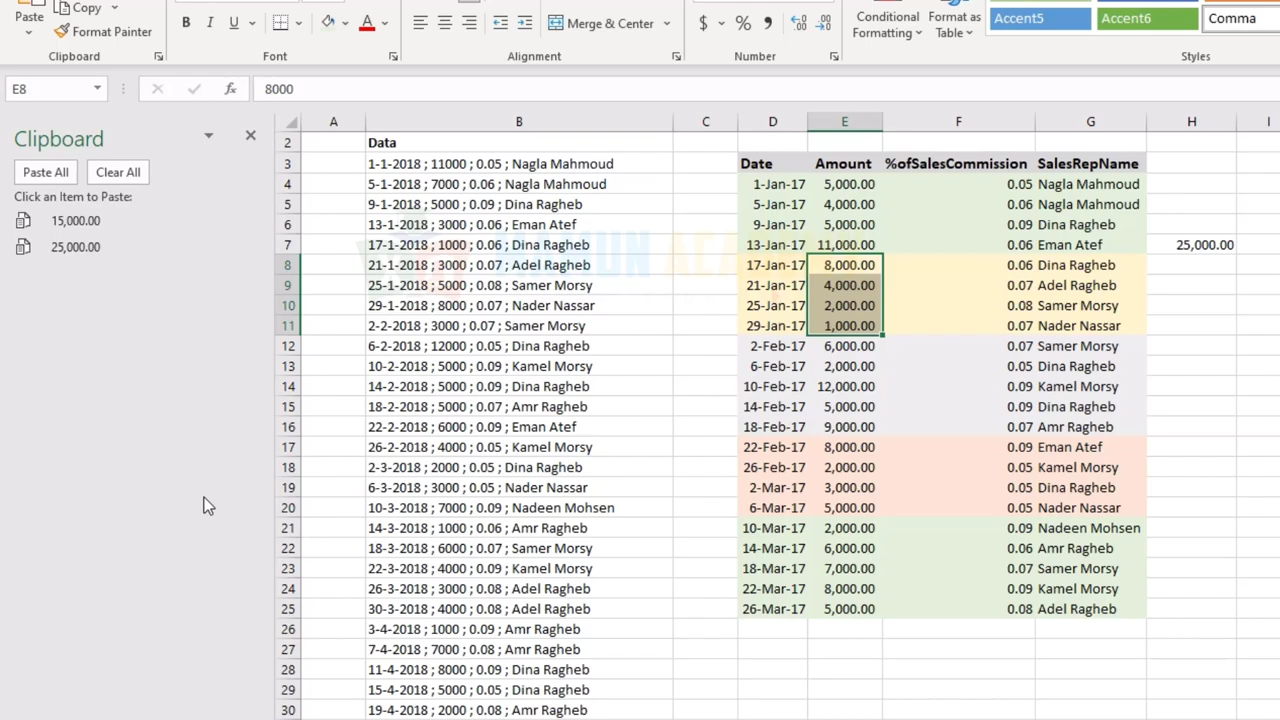 Paste
Copy
Format Painter
B I U
A
Merge & Center
$ % ,
Conditional
Formatting
Format as
Table
Accent5
Accent6
Comma
Clipboard
Font
Alignment
Number
Styles
E8
fx
8000
Clipboard
Paste All
Clear All
Click an Item to Paste:
15,000.00
25,000.00
A B C D E F G H I
2 Data
3 1-1-2018 ; 11000 ; 0.05 ; Nagla Mahmoud Date Amount %ofSalesCommission SalesRepName
4 5-1-2018 ; 7000 ; 0.06 ; Nagla Mahmoud 1-Jan-17 5,000.00 0.05 Nagla Mahmoud
5 9-1-2018 ; 5000 ; 0.09 ; Dina Ragheb 5-Jan-17 4,000.00 0.06 Nagla Mahmoud
6 13-1-2018 ; 3000 ; 0.06 ; Eman Atef 9-Jan-17 5,000.00 0.09 Dina Ragheb
7 17-1-2018 ; 1000 ; 0.06 ; Dina Ragheb 13-Jan-17 11,000.00 0.06 Eman Atef 25,000.00
8 21-1-2018 ; 3000 ; 0.07 ; Adel Ragheb 17-Jan-17 8,000.00 0.06 Dina Ragheb
9 25-1-2018 ; 5000 ; 0.08 ; Samer Morsy 21-Jan-17 4,000.00 0.07 Adel Ragheb
10 29-1-2018 ; 8000 ; 0.07 ; Nader Nassar 25-Jan-17 2,000.00 0.08 Samer Morsy
11 2-2-2018 ; 3000 ; 0.07 ; Samer Morsy 29-Jan-17 1,000.00 0.07 Nader Nassar
12 6-2-2018 ; 12000 ; 0.05 ; Dina Ragheb 2-Feb-17 6,000.00 0.07 Samer Morsy
13 10-2-2018 ; 5000 ; 0.09 ; Kamel Morsy 6-Feb-17 2,000.00 0.05 Dina Ragheb
14 14-2-2018 ; 5000 ; 0.09 ; Dina Ragheb 10-Feb-17 12,000.00 0.09 Kamel Morsy
15 18-2-2018 ; 5000 ; 0.07 ; Amr Ragheb 14-Feb-17 5,000.00 0.09 Dina Ragheb
16 22-2-2018 ; 6000 ; 0.09 ; Eman Atef 18-Feb-17 9,000.00 0.07 Amr Ragheb
17 26-2-2018 ; 4000 ; 0.05 ; Kamel Morsy 22-Feb-17 8,000.00 0.09 Eman Atef
18 2-3-2018 ; 2000 ; 0.05 ; Dina Ragheb 26-Feb-17 2,000.00 0.05 Kamel Morsy
19 6-3-2018 ; 3000 ; 0.05 ; Nader Nassar 2-Mar-17 3,000.00 0.05 Dina Ragheb
20 10-3-2018 ; 7000 ; 0.09 ; Nadeen Mohsen 6-Mar-17 5,000.00 0.05 Nader Nassar
21 14-3-2018 ; 1000 ; 0.06 ; Amr Ragheb 10-Mar-17 2,000.00 0.09 Nadeen Mohsen
22 18-3-2018 ; 6000 ; 0.07 ; Samer Morsy 14-Mar-17 6,000.00 0.06 Amr Ragheb
23 22-3-2018 ; 4000 ; 0.09 ; Kamel Morsy 18-Mar-17 7,000.00 0.07 Samer Morsy
24 26-3-2018 ; 3000 ; 0.08 ; Adel Ragheb 22-Mar-17 8,000.00 0.09 Kamel Morsy
25 30-3-2018 ; 4000 ; 0.08 ; Adel Ragheb 26-Mar-17 5,000.00 0.08 Adel Ragheb
26 3-4-2018 ; 1000 ; 0.09 ; Amr Ragheb
27 7-4-2018 ; 7000 ; 0.08 ; Amr Ragheb
28 11-4-2018 ; 8000 ; 0.09 ; Dina Ragheb
29 15-4-2018 ; 5000 ; 0.05 ; Dina Ragheb
30 19-4-2018 ; 2000 ; 0.08 ; Amr Ragheb